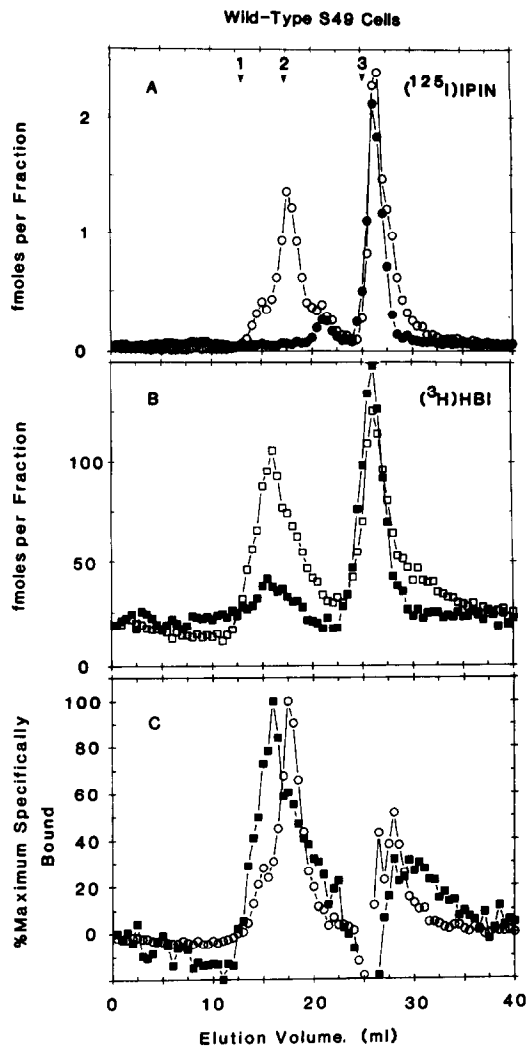 Wild-Type S49 Cells
1 2 3
A (¹²⁵I)IPIN
2
1
0
fmoles per Fraction
B (³H)HBI
100
50
0
fmoles per Fraction
C
100
80
60
40
20
0
%Maximum Specifically
Bound
0 10 20 30 40
Elution Volume. (ml)